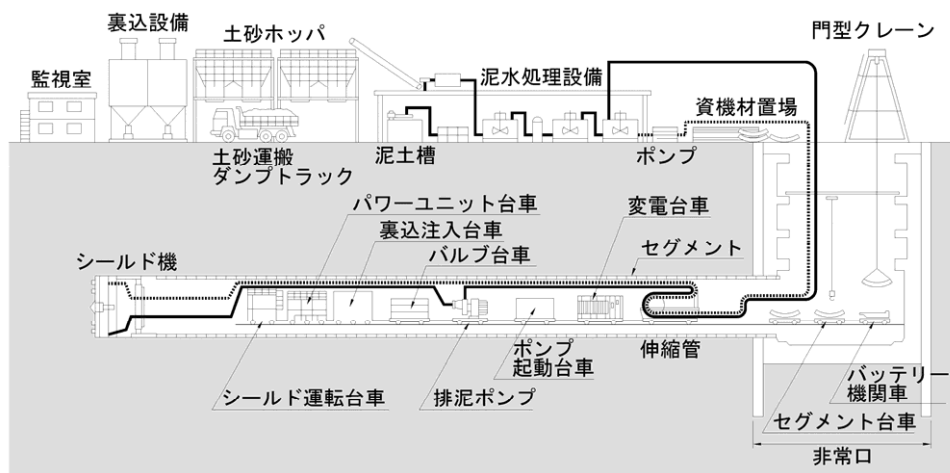 裏込設備
土砂ホッパ
門型クレーン
監視室
泥水処理設備
資機材置場
土砂運搬
ダンプトラック
泥土槽
ポンプ
パワーユニット台車
変電台車
裏込注入台車
バルブ台車
セグメント
シールド機
ポンプ
起動台車
伸縮管
シールド運転台車
排泥ポンプ
バッテリー
機関車
セグメント台車
非常口